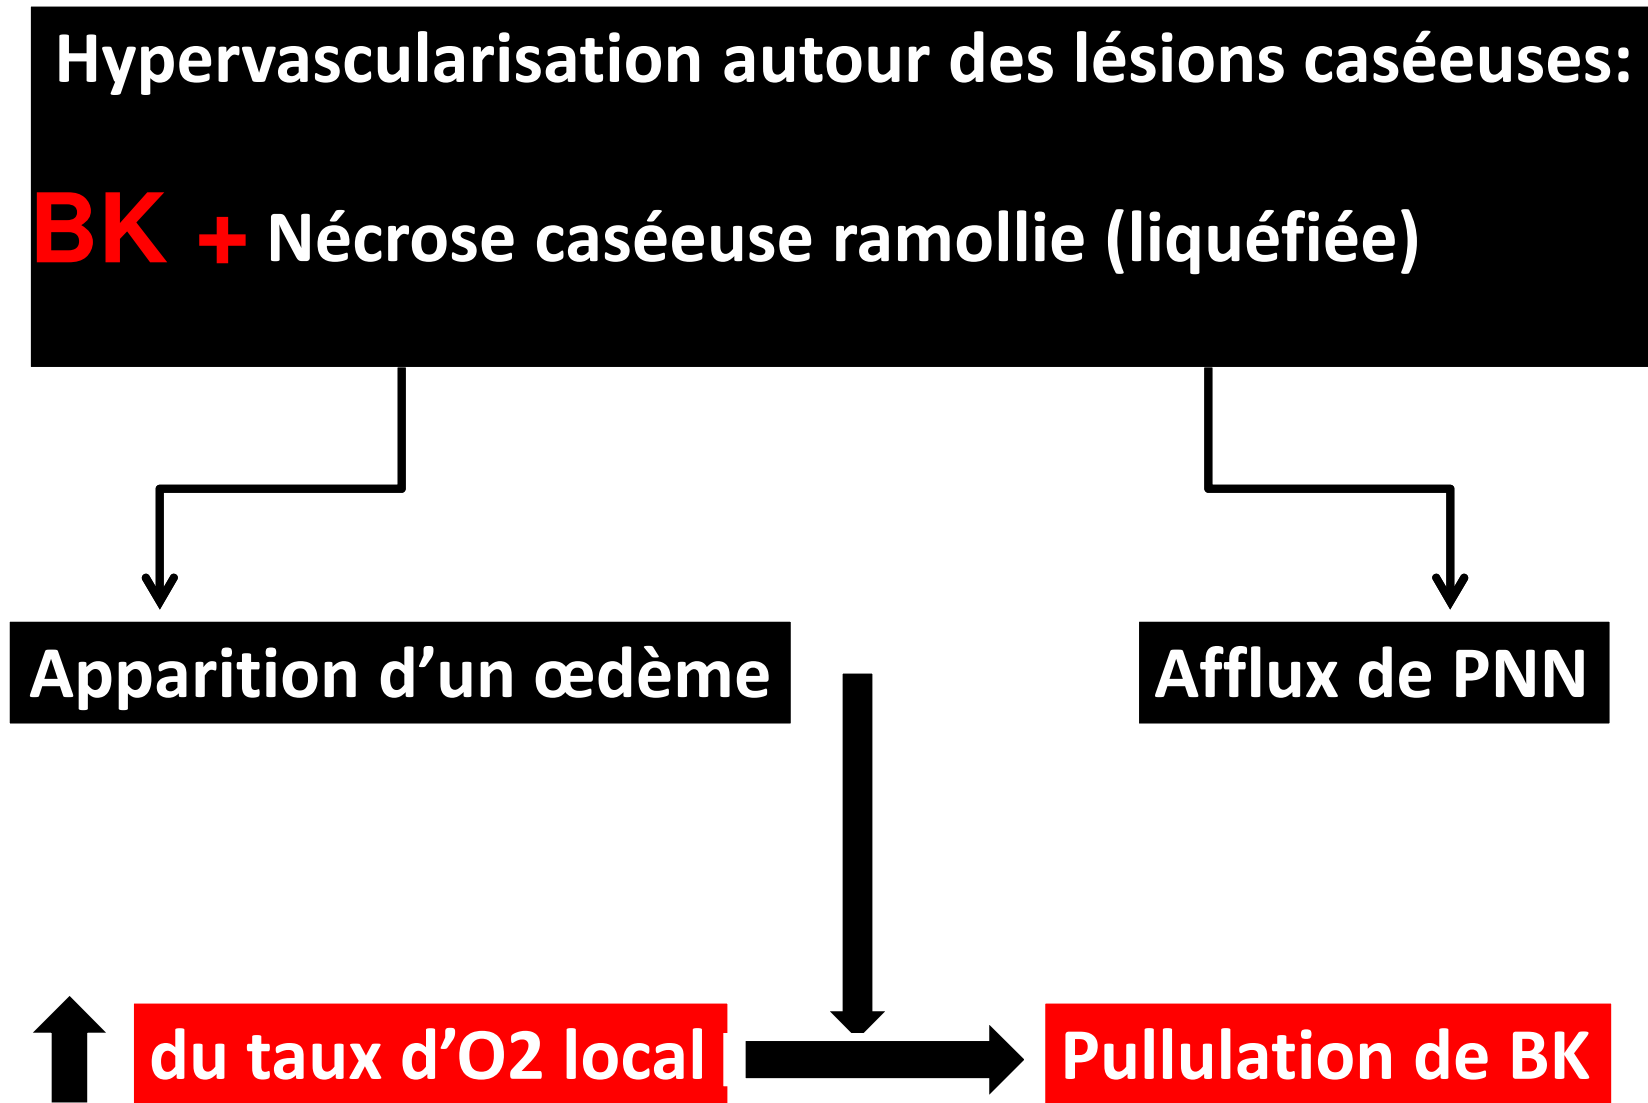 Hypervascularisation autour des lésions caséeuses:
BK + Nécrose caséeuse ramollie (liquéfiée)
Apparition d’un œdème
Afflux de PNN
du taux d’O2 local
Pullulation de BK